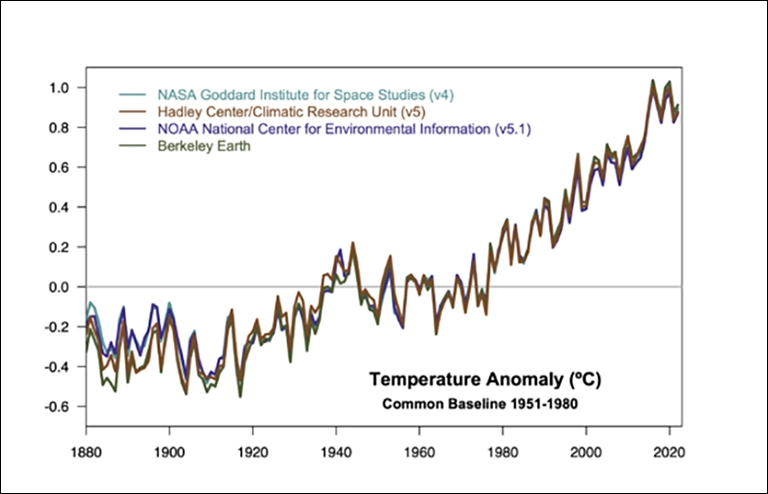 1.0
0.8
0.6
0.4
0.2
0.0
-0.2
-0.4
-0.6
NASA Goddard Institute for Space Studies (v4)
Hadley Center/Climatic Research Unit (v5)
NOAA National Center for Environmental Information (v5.1)
Berkeley Earth
Temperature Anomaly (ºC)
Common Baseline 1951-1980
1880 1900 1920 1940 1960 1980 2000 2020